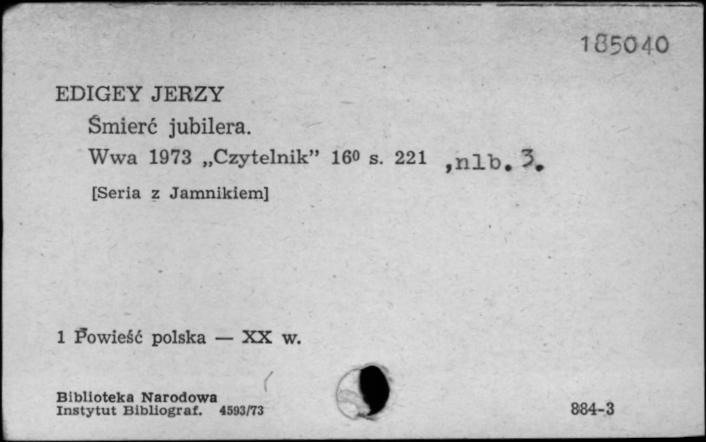 185040
EDIGEY JERZY
Śmierć jubilera.
Wwa 1973 „Czytelnik” 16⁰ s. 221 ,nlb. 3.
[Seria z Jamnikiem]
1 Powieść polska — XX w.
Biblioteka Narodowa
Instytut Bibliograf. 4593/73 884-3